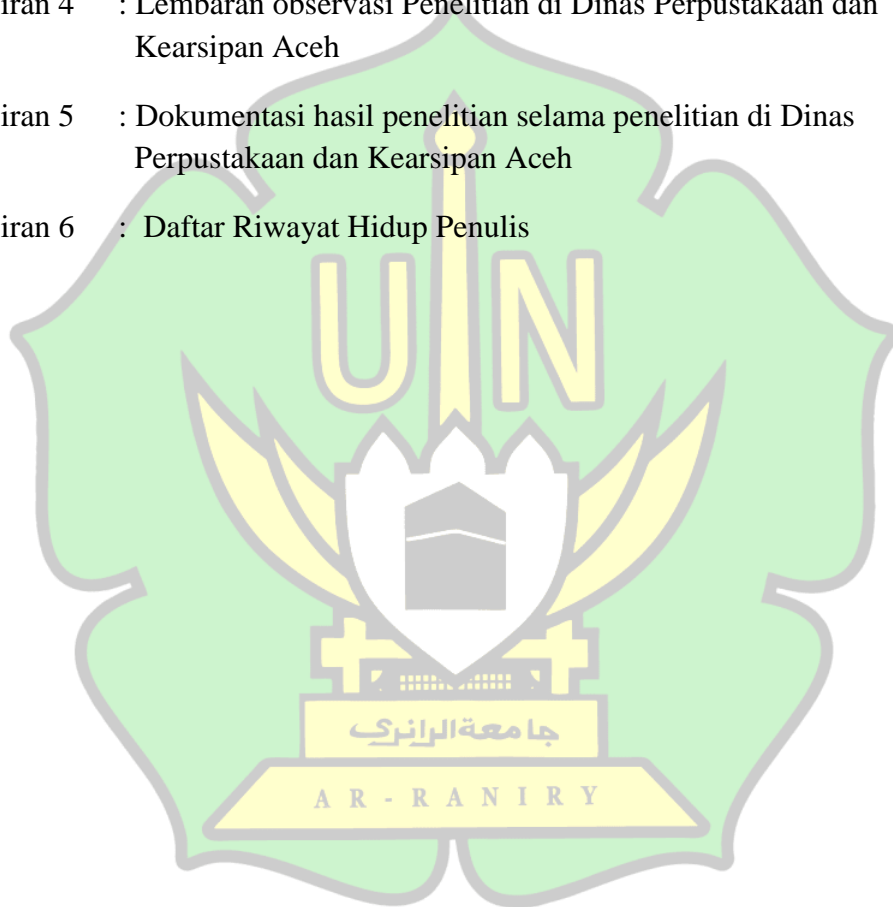 iran 4 : Lembaran observasi Penelitian di Dinas Perpustakaan dan
Kearsipan Aceh
iran 5 : Dokumentasi hasil penelitian selama penelitian di Dinas
Perpustakaan dan Kearsipan Aceh
iran 6 : Daftar Riwayat Hidup Penulis
UIN
جامعةالرانري
AR-RANIRY